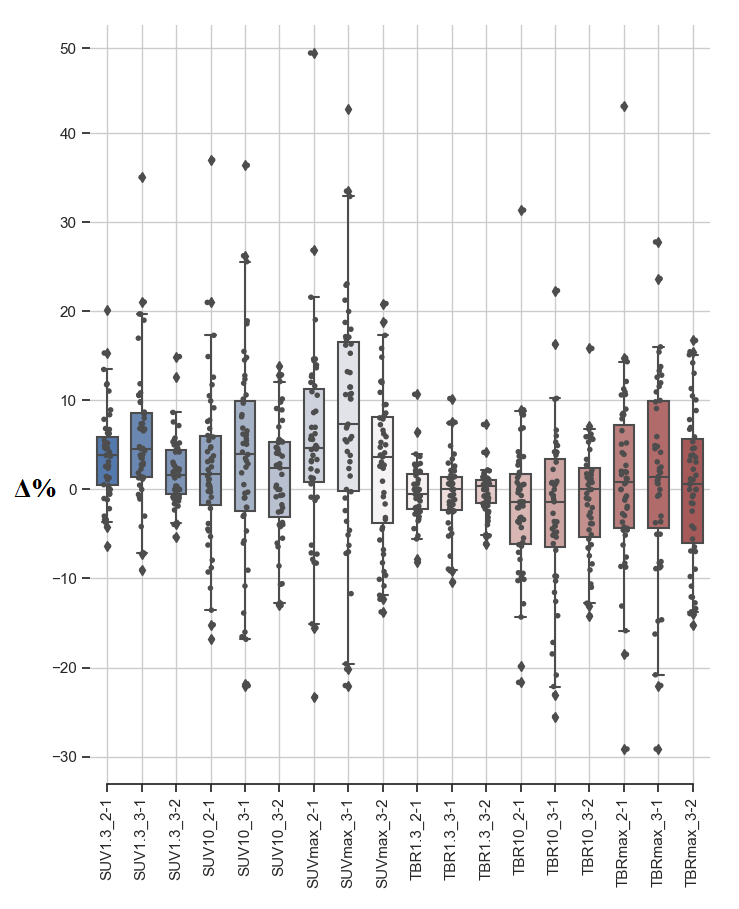 50
40
30
20
10
Δ%
0
−10
−20
−30
SUV1.3_2-1
SUV1.3_3-1
SUV1.3_3-2
SUV10_2-1
SUV10_3-1
SUV10_3-2
SUVmax_2-1
SUVmax_3-1
SUVmax_3-2
TBR1.3_2-1
TBR1.3_3-1
TBR1.3_3-2
TBR10_2-1
TBR10_3-1
TBR10_3-2
TBRmax_2-1
TBRmax_3-1
TBRmax_3-2